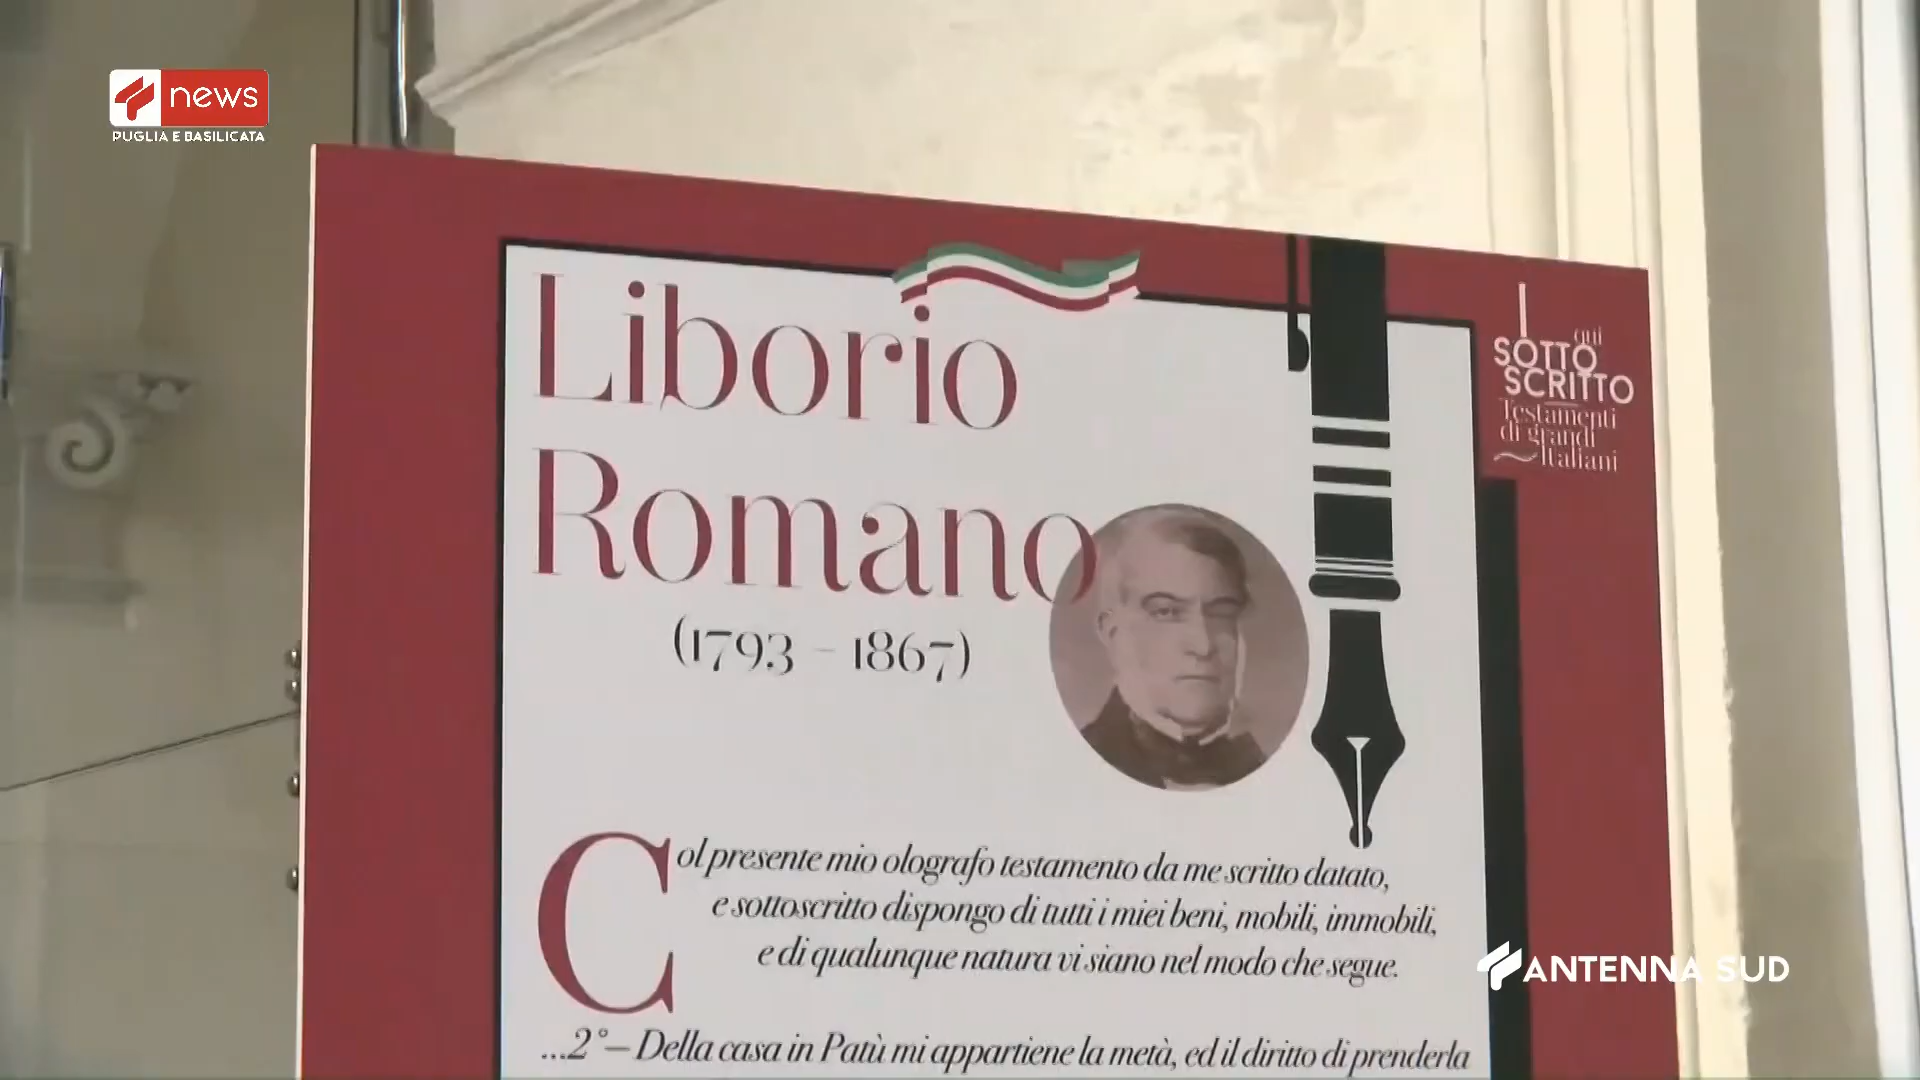 news
PUGLIA E BASILICATA
Liborio
Romano
(1793 – 1867)
I qui
SOTTO
SCRITTO
Testamenti
di grandi
Italiani
Col presente mio olografo testamento da me scritto datato,
e sottoscritto dispongo di tutti i miei beni, mobili, immobili,
e di qualunque natura vi siano nel modo che segue.
...2°– Della casa in Patù mi appartiene la metà, ed il diritto di prenderla
ANTENNA SUD